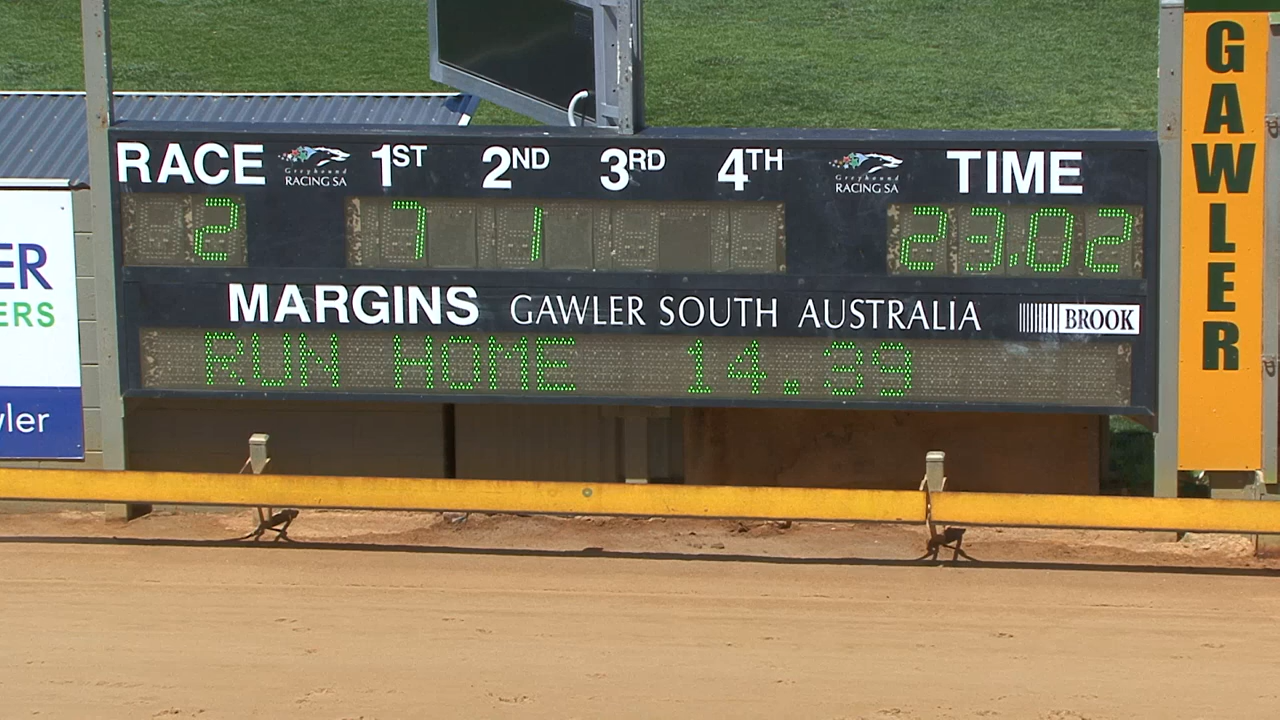 RACE Greyhound RACING SA 1ST 2ND 3RD 4TH Greyhound RACING SA TIME
2 7 1 23.02
MARGINS GAWLER SOUTH AUSTRALIA BROOK
RUN HOME 14.39
GAWLER
ER
ERS
wler